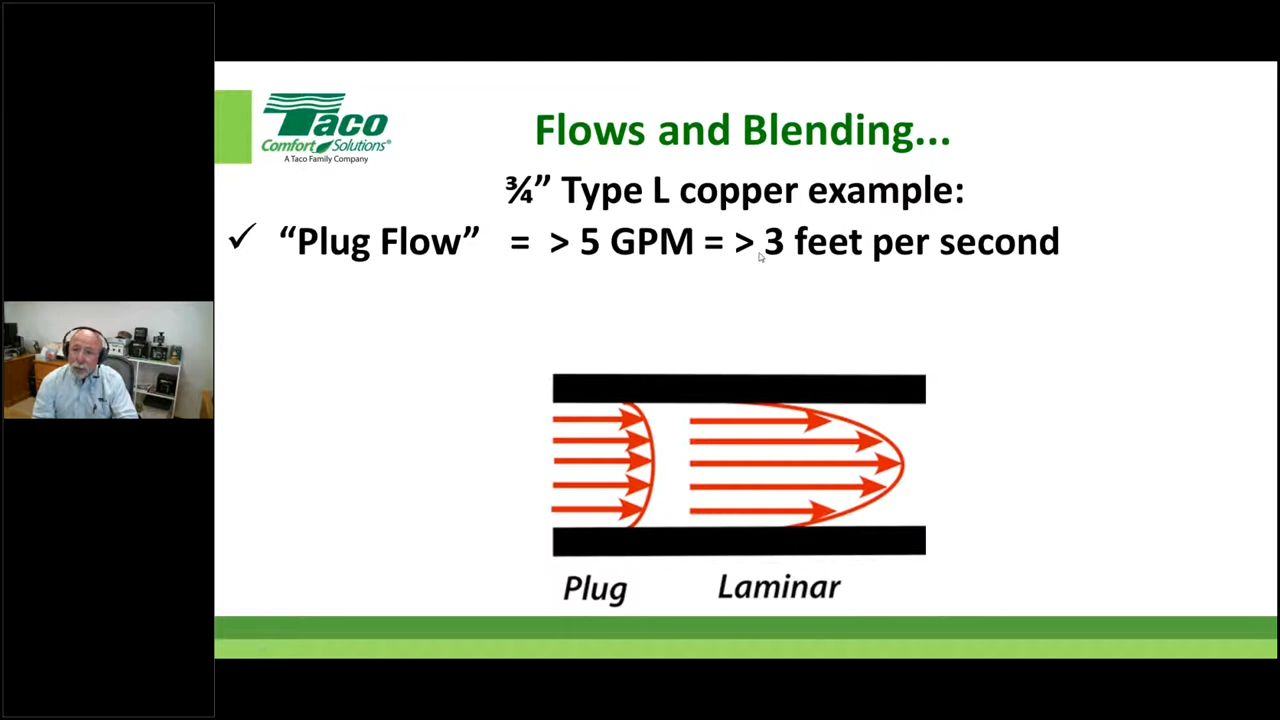 Taco
Comfort Solutions®
A Taco Family Company
Flows and Blending...
¾” Type L copper example:
✓ “Plug Flow” = > 5 GPM = > 3 feet per second
Plug
Laminar